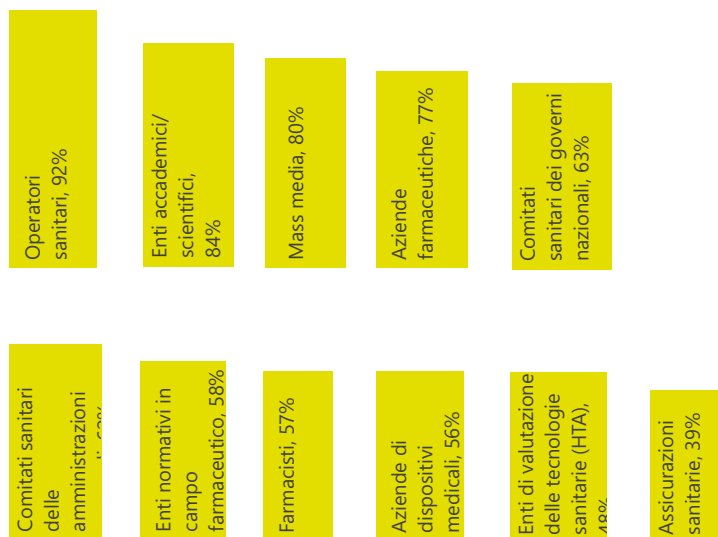 Operatori
sanitari, 92%
Enti accademici/
scientifici,
84%
Mass media, 80%
Aziende
farmaceutiche, 77%
Comitati
sanitari dei governi
nazionali, 63%
Comitati sanitari
delle
amministrazioni
Enti normativi in
campo
farmaceutico, 58%
Farmacisti, 57%
Aziende di
dispositivi
medicali, 56%
Enti di valutazione
delle tecnologie
sanitarie (HTA),
48%
Assicurazioni
sanitarie, 39%